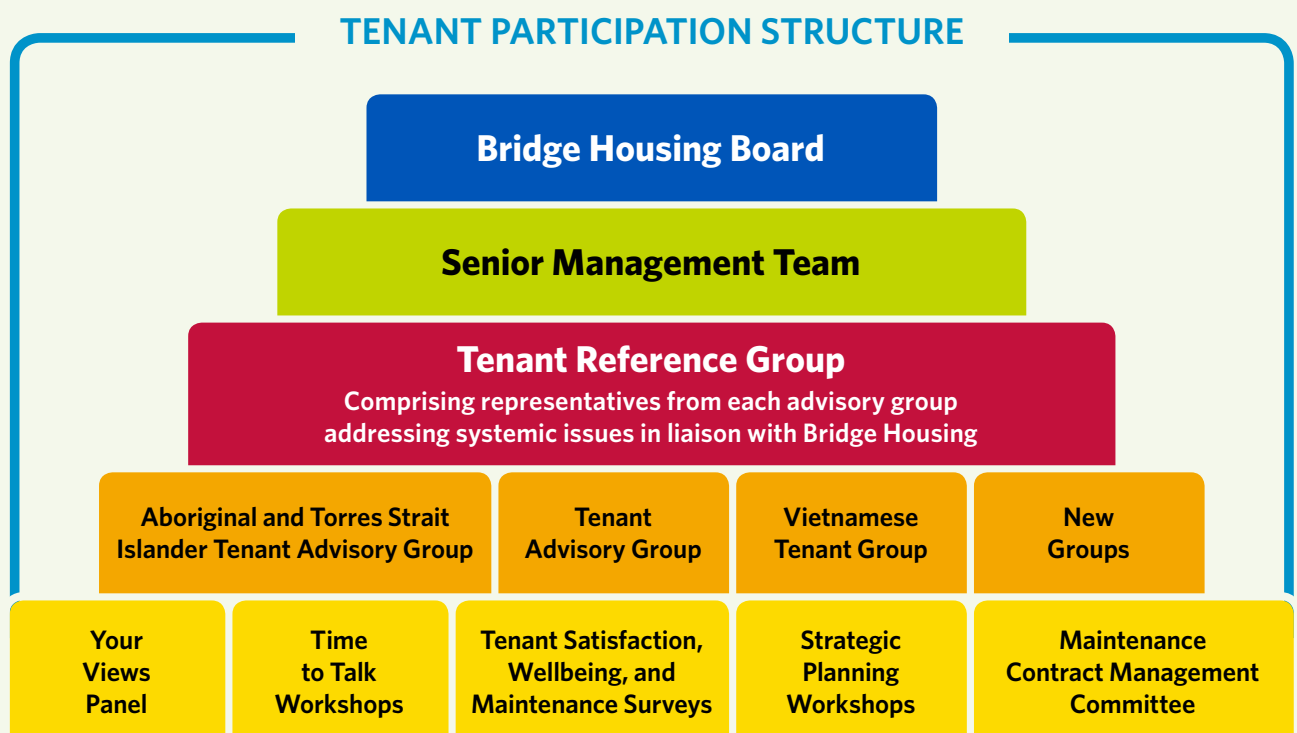 TENANT PARTICIPATION STRUCTURE
Bridge Housing Board
Senior Management Team
Tenant Reference Group
Comprising representatives from each advisory group
addressing systemic issues in liaison with Bridge Housing
Aboriginal and Torres Strait
Islander Tenant Advisory Group
Tenant
Advisory Group
Vietnamese
Tenant Group
New
Groups
Your
Views
Panel
Time
to Talk
Workshops
Tenant Satisfaction,
Wellbeing, and
Maintenance Surveys
Strategic
Planning
Workshops
Maintenance
Contract Management
Committee